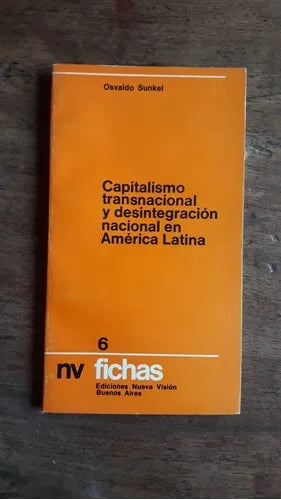 Osvaldo Sunkel
Capitalismo
transnacional
y desintegración
nacional en
América Latina
6
nv fichas
Ediciones Nueva Visión
Buenos Aires